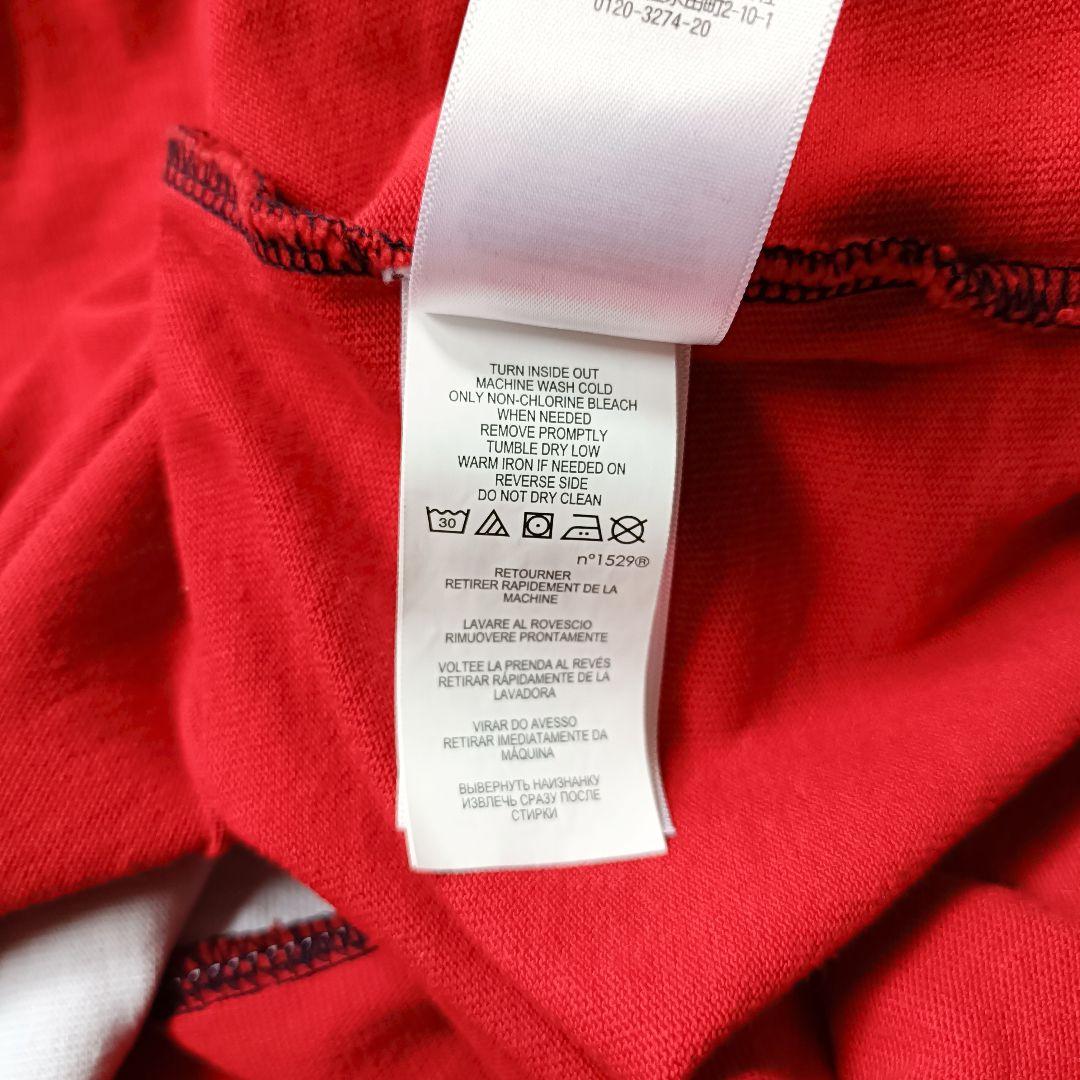 2-10-1
0120-3274-20
TURN INSIDE OUT
MACHINE WASH COLD
ONLY NON-CHLORINE BLEACH
WHEN NEEDED
REMOVE PROMPTLY
TUMBLE DRY LOW
WARM IRON IF NEEDED ON
REVERSE SIDE
DO NOT DRY CLEAN
30
n°1529®
RETOURNER
RETIRER RAPIDEMENT DE LA
MACHINE
LAVARE AL ROVESCIO
RIMUOVERE PRONTAMENTE
VOLTEE LA PRENDA AL REVÉS
RETIRAR RÁPIDAMENTE DE LA
LAVADORA
VIRAR DO AVESSO
RETIRAR IMEDIATAMENTE DA
MÁQUINA
ВЫВЕРНУТЬ НАИЗНАНКУ
ИЗВЛЕЧЬ СРАЗУ ПОСЛЕ
СТИРКИ